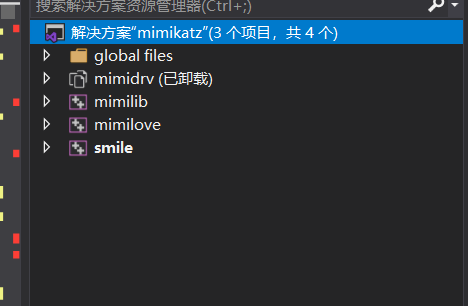 搜索解决方案资源管理器(Ctrl+;)
解决方案"mimikatz"(3 个项目，共 4 个)
global files
mimidrv (已卸载)
mimilib
mimilove
smile